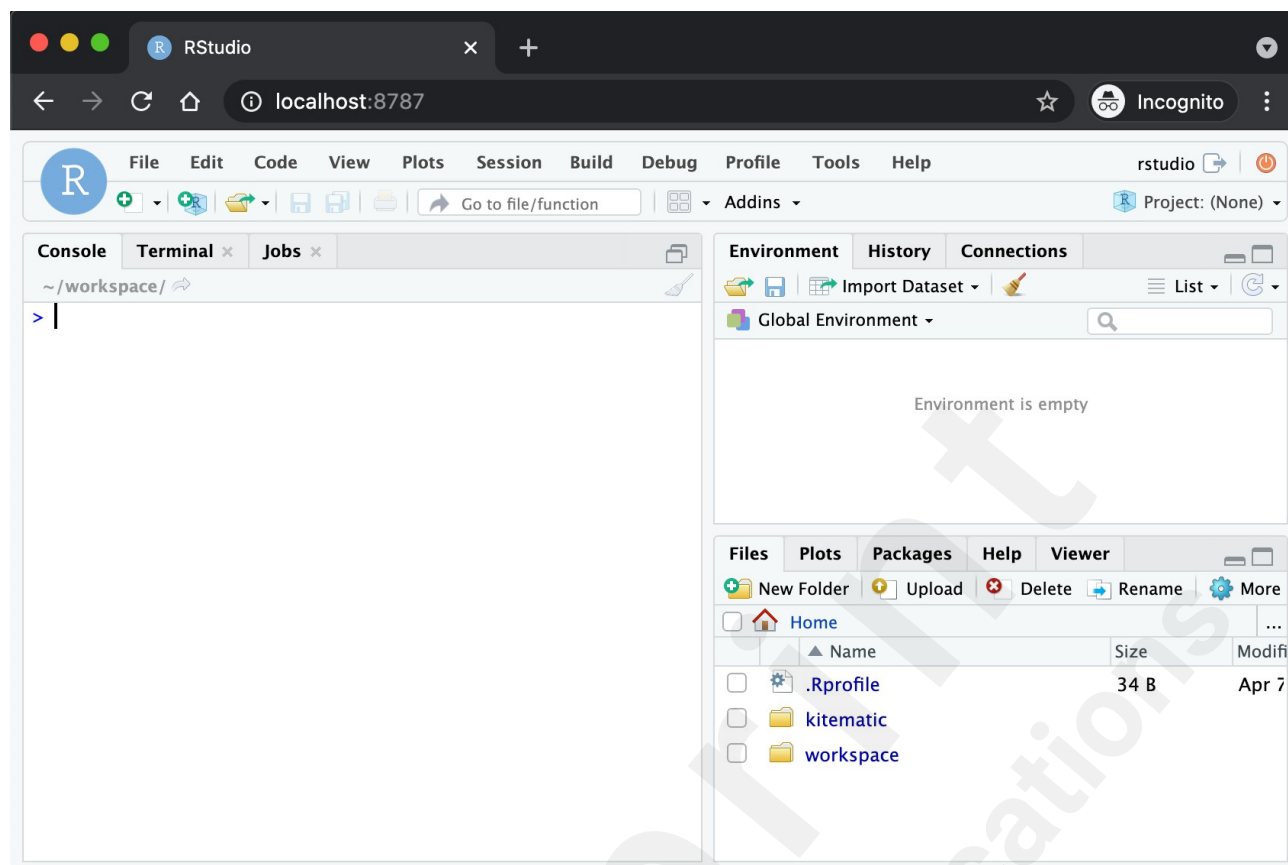 R RStudio
localhost:8787 Incognito
R File Edit Code View Plots Session Build Debug Profile Tools Help rstudio
Go to file/function Addins Project: (None)
Console Terminal Jobs
~/workspace/
>
Environment History Connections
Import Dataset List
Global Environment
Environment is empty
Files Plots Packages Help Viewer
New Folder Upload Delete Rename More
Home ...
Name Size Modifi
.Rprofile 34 B Apr 7
kitematic
workspace